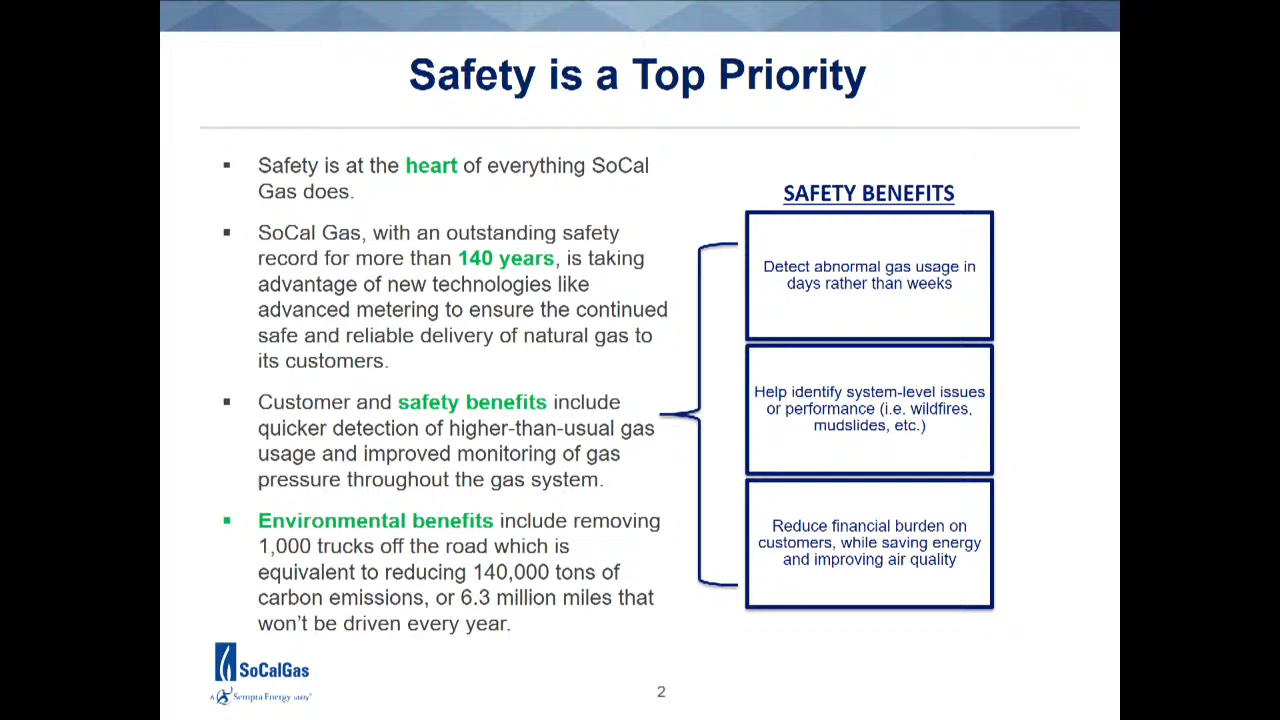 Safety is a Top Priority
Safety is at the heart of everything SoCal
Gas does.
SoCal Gas, with an outstanding safety
record for more than 140 years, is taking
advantage of new technologies like
advanced metering to ensure the continued
safe and reliable delivery of natural gas to
its customers.
Customer and safety benefits include
quicker detection of higher-than-usual gas
usage and improved monitoring of gas
pressure throughout the gas system.
Environmental benefits include removing
1,000 trucks off the road which is
equivalent to reducing 140,000 tons of
carbon emissions, or 6.3 million miles that
won't be driven every year.
SAFETY BENEFITS
Detect abnormal gas usage in
days rather than weeks
Help identify system-level issues
or performance (i.e. wildfires,
mudslides, etc.)
Reduce financial burden on
customers, while saving energy
and improving air quality
SoCalGas
A Sempra Energy utility
2